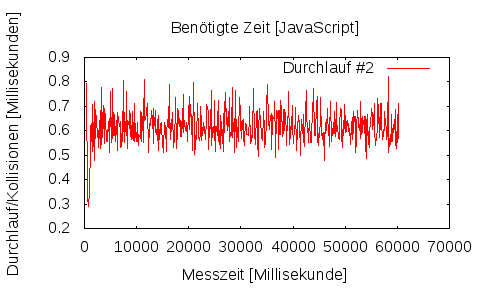 Benötigte Zeit [JavaScript]
Durchlauf/Kollisionen [Millisekunden]
0.9
0.8
0.7
0.6
0.5
0.4
0.3
0.2
Durchlauf #2
0 10000 20000 30000 40000 50000 60000 70000
Messzeit [Millisekunde]